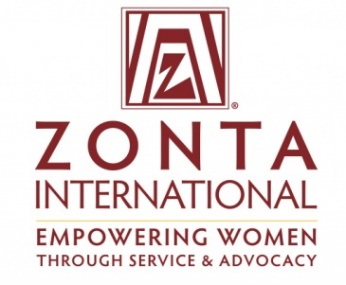 Z
®
ZONTA
INTERNATIONAL
EMPOWERING WOMEN
THROUGH SERVICE & ADVOCACY